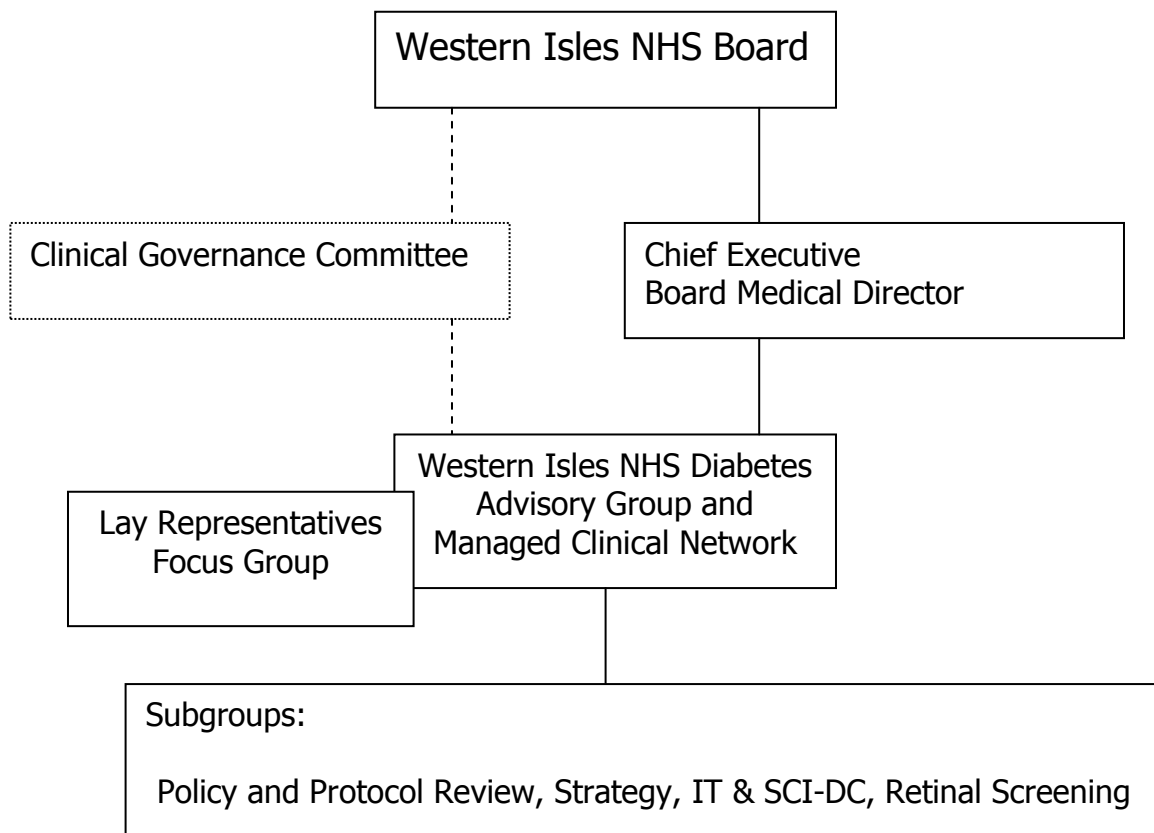 Western Isles NHS Board
Clinical Governance Committee
Chief Executive
Board Medical Director
Western Isles NHS Diabetes
Advisory Group and
Managed Clinical Network
Lay Representatives
Focus Group
Subgroups:
Policy and Protocol Review, Strategy, IT & SCI-DC, Retinal Screening